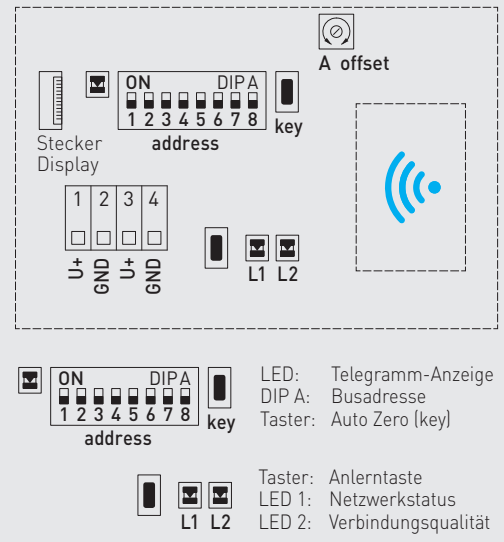 A offset
ON DIP A
1 2 3 4 5 6 7 8
address
key
Stecker
Display
1 2 3 4
U+ GND U+ GND
L1 L2
ON DIP A
1 2 3 4 5 6 7 8
address
key
LED: Telegramm-Anzeige
DIP A: Busadresse
Taster: Auto Zero (key)
L1 L2
Taster: Anlerntaste
LED 1: Netzwerkstatus
LED 2: Verbindungsqualität